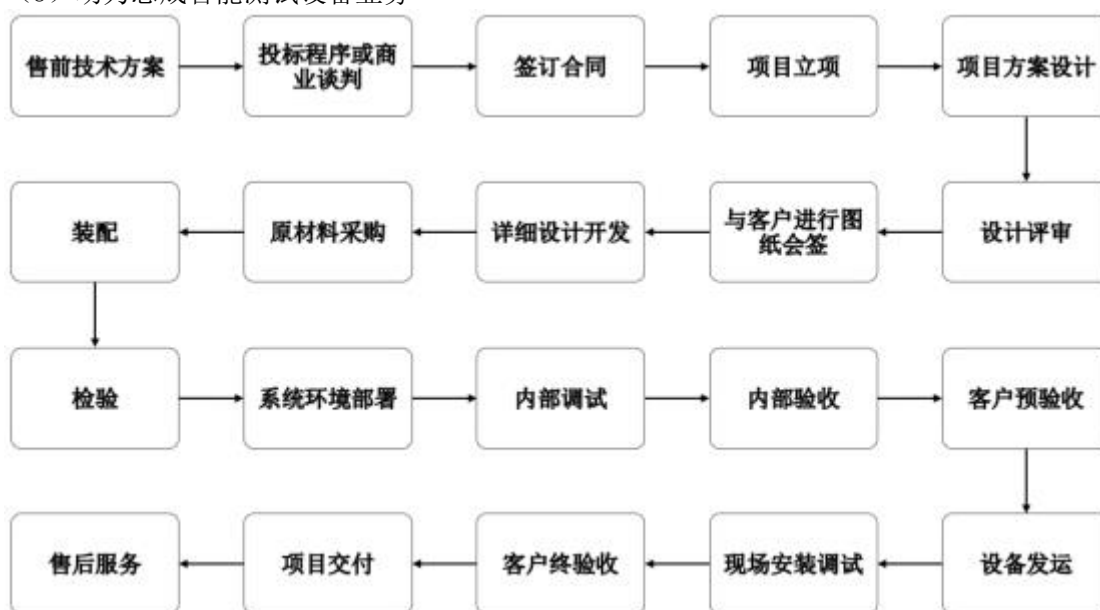 售前技术方案
投标程序或商
业谈判
签订合同
项目立项
项目方案设计
设计评审
与客户进行图
纸会签
详细设计开发
原材料采购
装配
检验
系统环境部署
内部调试
内部验收
客户预验收
设备发运
现场安装调试
客户终验收
项目交付
售后服务